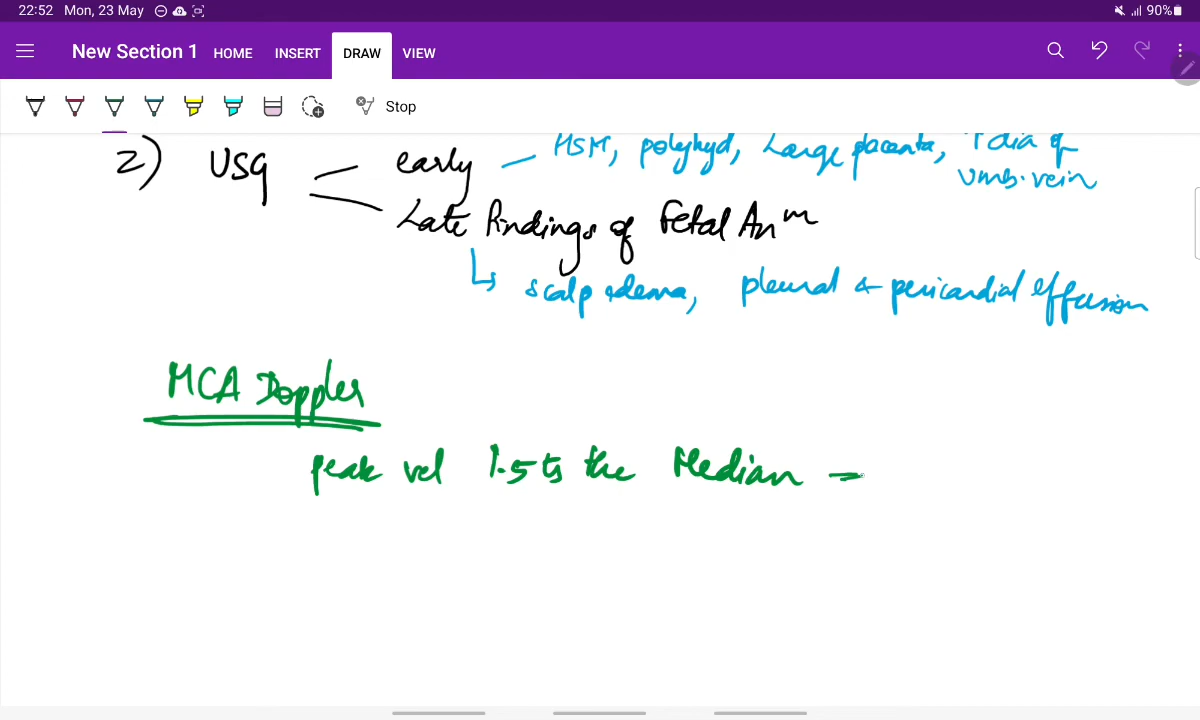 22:52 Mon, 23 May 90%
New Section 1 HOME INSERT DRAW VIEW
Stop
2) USG early – HSM, polyhyd, Large placenta, ↑ dia of
Umb. vein
Late findings of Fetal Anm
↳ scalp edema, pleural & pericardial effusion
MCA Doppler
peak vel 1.5 ts the Median =